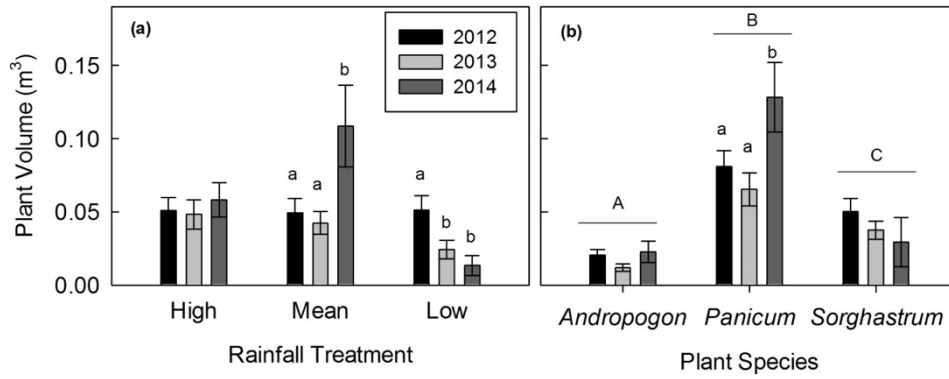 (a)
2012
2013
2014
(b)
Plant Volume (m³)
0.15
0.10
0.05
0.00
a a b
a b b
A
a a b
B
C
High Mean Low
Rainfall Treatment
Andropogon Panicum Sorghastrum
Plant Species